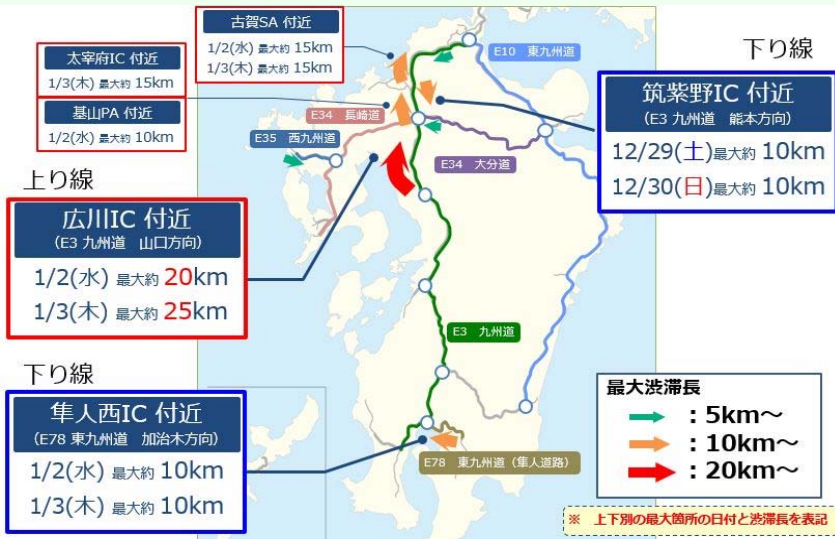 古賀SA 付近
1/2(水) 最大約 15km
1/3(木) 最大約 15km
太宰府IC 付近
1/3(木) 最大約 15km
基山PA 付近
1/2(水) 最大約 10km
上り線
広川IC 付近
(E3 九州道 山口方向)
1/2(水) 最大約 20km
1/3(木) 最大約 25km
下り線
隼人西IC 付近
(E78 東九州道 加治木方向)
1/2(水) 最大約 10km
1/3(木) 最大約 10km
E10 東九州道
E34 長崎道
E35 西九州道
E34 大分道
E3 九州道
E78 東九州道（隼人道路）
下り線
筑紫野IC 付近
(E3 九州道 熊本方向)
12/29(土)最大約 10km
12/30(日)最大約 10km
最大渋滞長
：5km～
：10km～
：20km～
※ 上下別の最大箇所の日付と渋滞長を表記